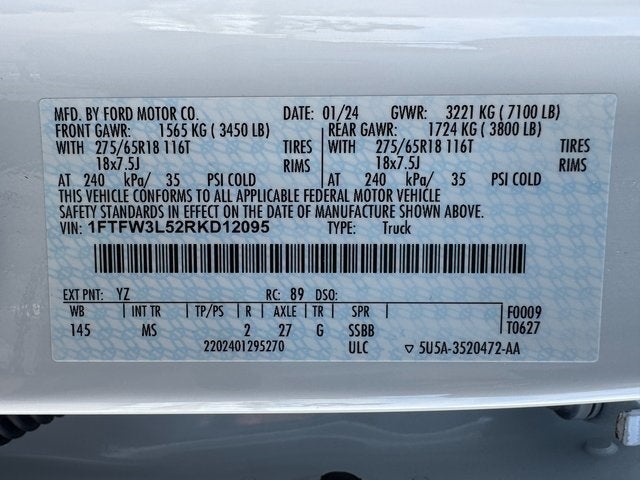 MFD. BY FORD MOTOR CO. DATE: 01/24 GVWR: 3221 KG ( 7100 LB)
FRONT GAWR: 1565 KG ( 3450 LB) REAR GAWR: 1724 KG ( 3800 LB)
WITH 275/65R18 116T TIRES WITH 275/65R18 116T TIRES
18x7.5J RIMS 18x7.5J RIMS
AT 240 kPa/ 35 PSI COLD AT 240 kPa/ 35 PSI COLD
THIS VEHICLE CONFORMS TO ALL APPLICABLE FEDERAL MOTOR VEHICLE
SAFETY STANDARDS IN EFFECT ON THE DATE OF MANUFACTURE SHOWN ABOVE.
VIN: 1FTFW3L52RKD12095 TYPE: Truck
EXT PNT: YZ RC: 89 DSO:
WB INT TR TP/PS R AXLE TR SPR F0009
145 MS 2 27 G SSBB T0627
2202401295270 ULC ▽ 5U5A-3520472-AA